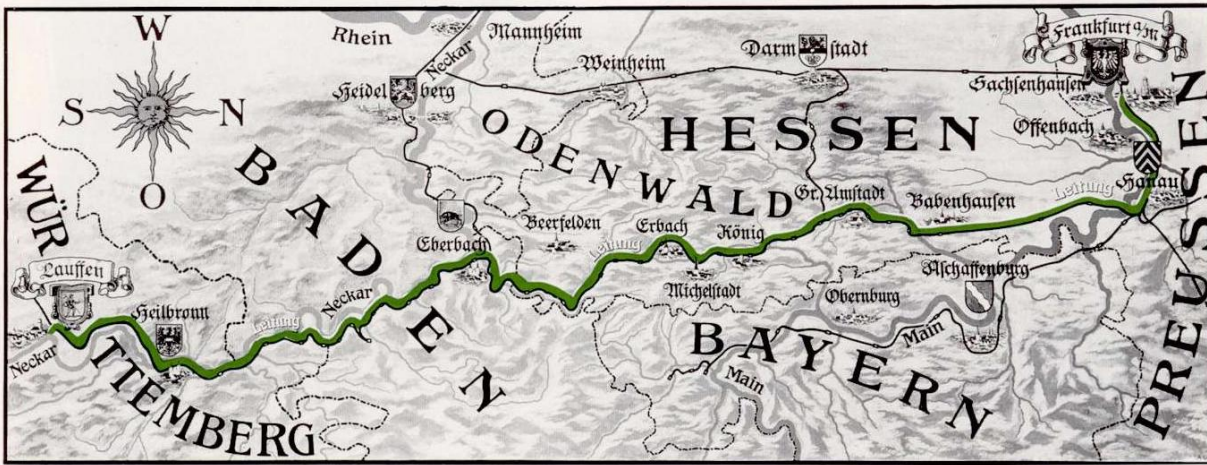 W
S
N
O
Rhein
Neckar
Mannheim
Weinheim
Darmstadt
Frankfurt a/M
Sachsenhausen
Offenbach
Hanau
Heidelberg
ODENWALD
HESSEN
PREUSSEN
BADEN
WÜRTTEMBERG
BAYERN
Gr. Umstadt
Babenhausen
Leitung
Beerfelden
Leitung
Erbach
König
Eberbach
Michelstadt
Aschaffenburg
Obernburg
Main
Main
Neckar
Leitung
Lauffen
Heilbronn
Neckar